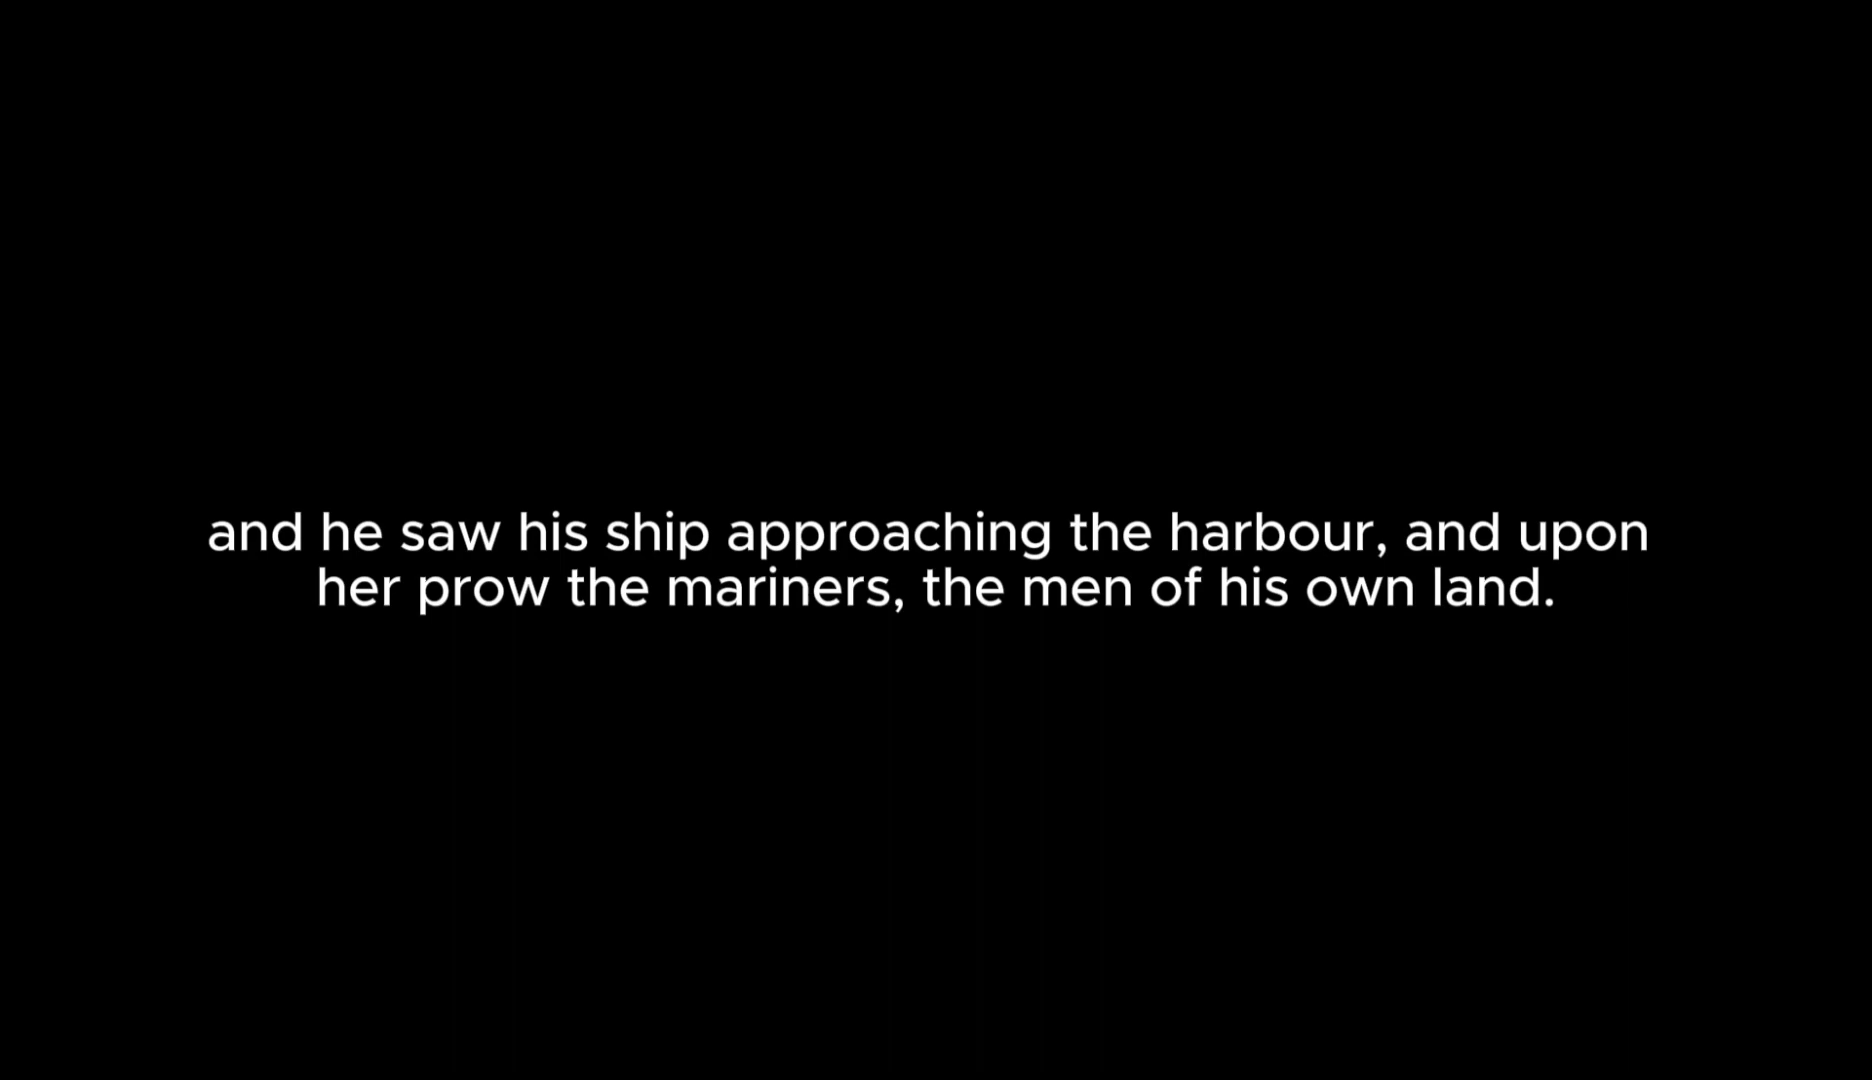 and he saw his ship approaching the harbour, and upon
her prow the mariners, the men of his own land.